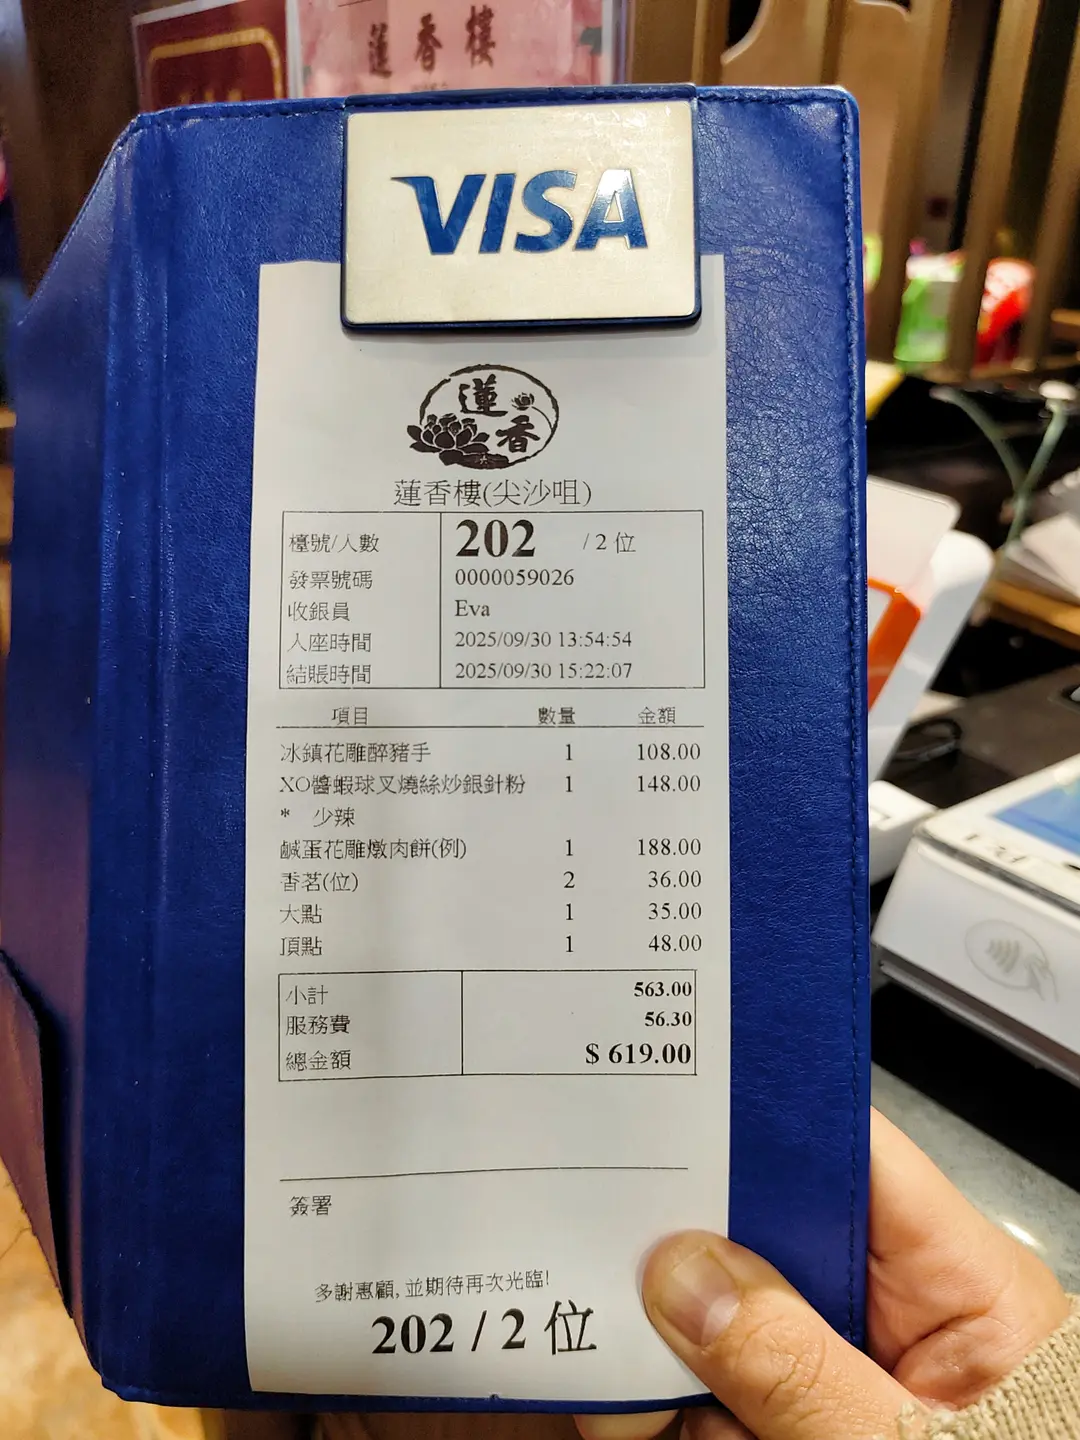 蓮香樓
VISA
蓮香
蓮香樓(尖沙咀)
檯號/人數 202 / 2 位
發票號碼 0000059026
收銀員 Eva
入座時間 2025/09/30 13:54:54
結賬時間 2025/09/30 15:22:07
項目 數量 金額
冰鎮花雕醉豬手 1 108.00
XO醬蝦球叉燒絲炒銀針粉 1 148.00
* 少辣
鹹蛋花雕燉肉餅(例) 1 188.00
香茗(位) 2 36.00
大點 1 35.00
頂點 1 48.00
小計 563.00
服務費 56.30
總金額 $ 619.00
簽署
多謝惠顧, 並期待再次光臨!
202 / 2 位